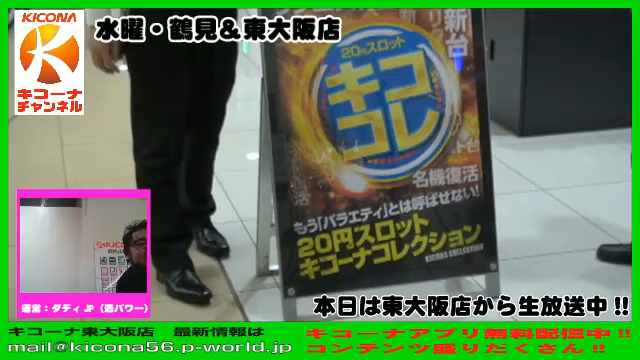 KICONA
キコーナ
チャンネル
水曜・鶴見&東大阪店
新台
20円スロット
キコ
コレ
名機復活
もう「バラエティ」とは呼ばせない!
20円スロット
キコーナコレクション
KICONA COLLECTION
KICONA
運営:ダディJP(酒パワー)
本日は東大阪店から生放送中!!
キコーナ東大阪店 最新情報は
mail@kicona56.p-world.jp
キコーナアプリ無料配信中!!
コンテンツ盛りだくさん!!